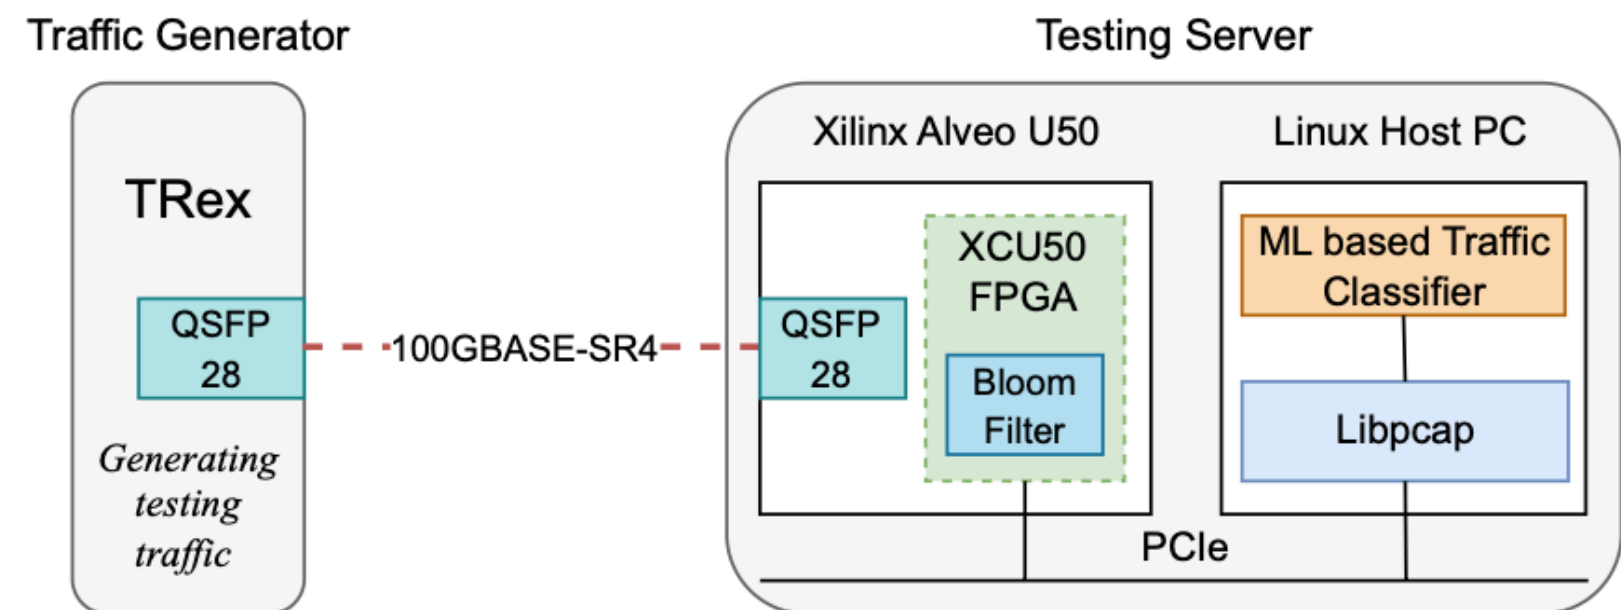 Traffic Generator
TRex
QSFP
28
Generating
testing
traffic
100GBASE-SR4
Testing Server
Xilinx Alveo U50
QSFP
28
XCU50
FPGA
Bloom
Filter
Linux Host PC
ML based Traffic
Classifier
Libpcap
PCIe